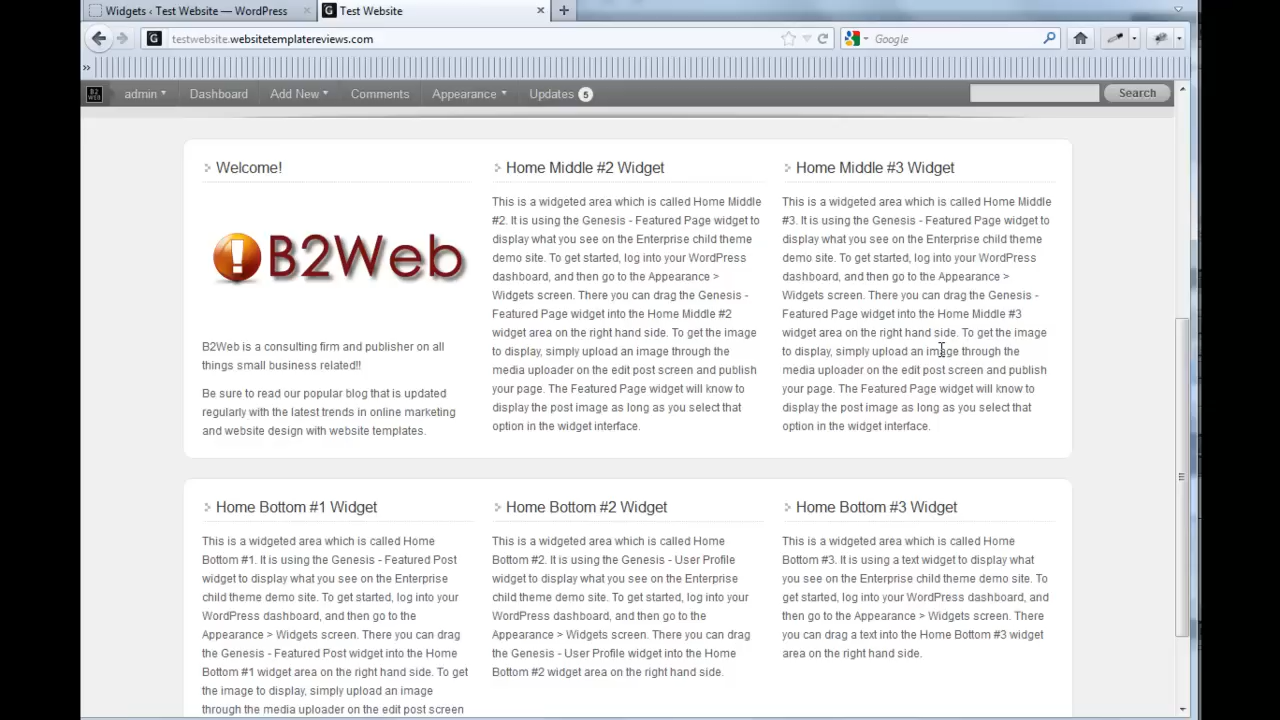 Widgets ‹ Test Website — WordPress
Test Website
testwebsite.websitetemplatereviews.com
Google
B2 WEB
admin
Dashboard
Add New
Comments
Appearance
Updates 5
Search
Welcome!
B2Web
B2Web is a consulting firm and publisher on all
things small business related!!
Be sure to read our popular blog that is updated
regularly with the latest trends in online marketing
and website design with website templates.
Home Middle #2 Widget
This is a widgeted area which is called Home Middle
#2. It is using the Genesis - Featured Page widget to
display what you see on the Enterprise child theme
demo site. To get started, log into your WordPress
dashboard, and then go to the Appearance >
Widgets screen. There you can drag the Genesis -
Featured Page widget into the Home Middle #2
widget area on the right hand side. To get the image
to display, simply upload an image through the
media uploader on the edit post screen and publish
your page. The Featured Page widget will know to
display the post image as long as you select that
option in the widget interface.
Home Middle #3 Widget
This is a widgeted area which is called Home Middle
#3. It is using the Genesis - Featured Page widget to
display what you see on the Enterprise child theme
demo site. To get started, log into your WordPress
dashboard, and then go to the Appearance >
Widgets screen. There you can drag the Genesis -
Featured Page widget into the Home Middle #3
widget area on the right hand side. To get the image
to display, simply upload an image through the
media uploader on the edit post screen and publish
your page. The Featured Page widget will know to
display the post image as long as you select that
option in the widget interface.
Home Bottom #1 Widget
This is a widgeted area which is called Home
Bottom #1. It is using the Genesis - Featured Post
widget to display what you see on the Enterprise
child theme demo site. To get started, log into your
WordPress dashboard, and then go to the
Appearance > Widgets screen. There you can drag
the Genesis - Featured Post widget into the Home
Bottom #1 widget area on the right hand side. To get
the image to display, simply upload an image
through the media uploader on the edit post screen
Home Bottom #2 Widget
This is a widgeted area which is called Home
Bottom #2. It is using the Genesis - User Profile
widget to display what you see on the Enterprise
child theme demo site. To get started, log into your
WordPress dashboard, and then go to the
Appearance > Widgets screen. There you can drag
the Genesis - User Profile widget into the Home
Bottom #2 widget area on the right hand side.
Home Bottom #3 Widget
This is a widgeted area which is called Home
Bottom #3. It is using a text widget to display what
you see on the Enterprise child theme demo site. To
get started, log into your WordPress dashboard, and
then go to the Appearance > Widgets screen. There
you can drag a text into the Home Bottom #3 widget
area on the right hand side.